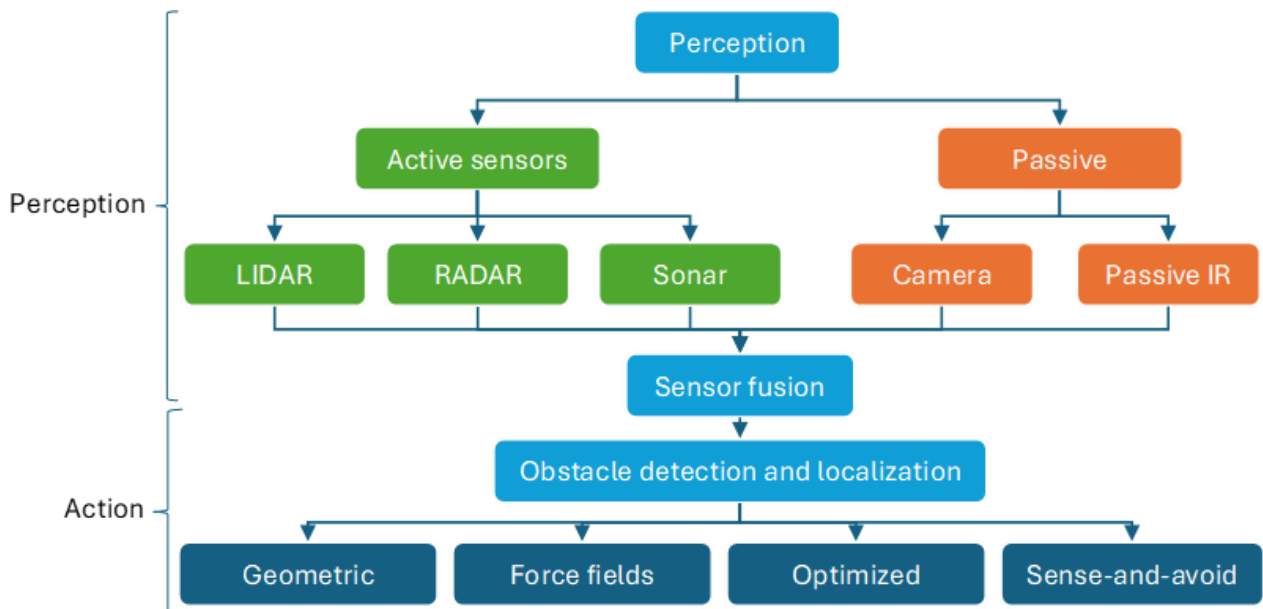 Perception
Active sensors
Passive
Perception
LIDAR
RADAR
Sonar
Camera
Passive IR
Sensor fusion
Obstacle detection and localization
Action
Geometric
Force fields
Optimized
Sense-and-avoid